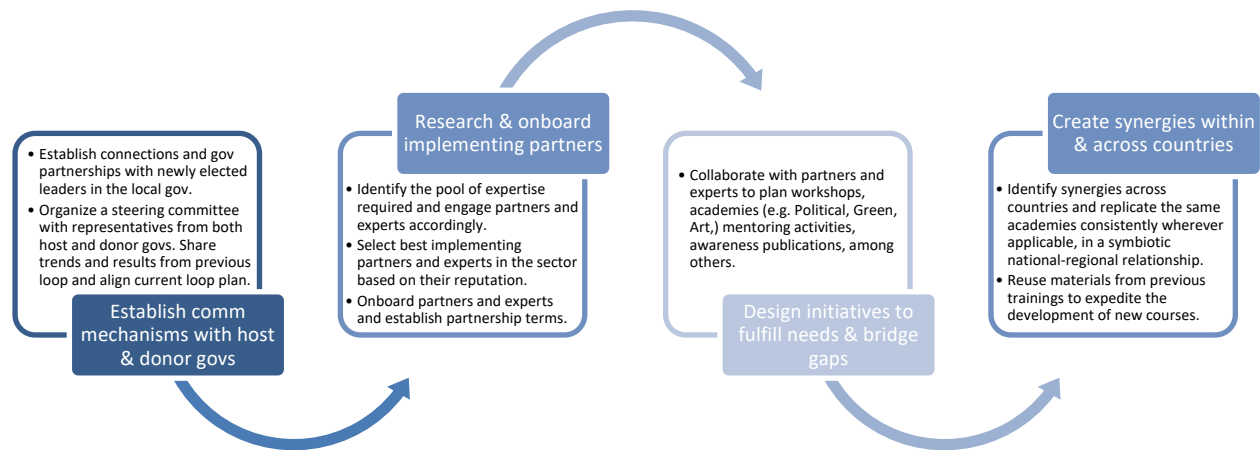 • Establish connections and gov
partnerships with newly elected
leaders in the local gov.
• Organize a steering committee
with representatives from both
host and donor govs. Share
trends and results from previous
loop and align current loop plan.
Establish comm
mechanisms with host
& donor govs
Research & onboard
implementing partners
• Identify the pool of expertise
required and engage partners and
experts accordingly.
• Select best implementing
partners and experts in the sector
based on their reputation.
• Onboard partners and experts
and establish partnership terms.
• Collaborate with partners and
experts to plan workshops,
academies (e.g. Political, Green,
Art,) mentoring activities,
awareness publications, among
others.
Design initiatives to
fulfill needs & bridge
gaps
Create synergies within
& across countries
• Identify synergies across
countries and replicate the same
academies consistently wherever
applicable, in a symbiotic
national-regional relationship.
• Reuse materials from previous
trainings to expedite the
development of new courses.